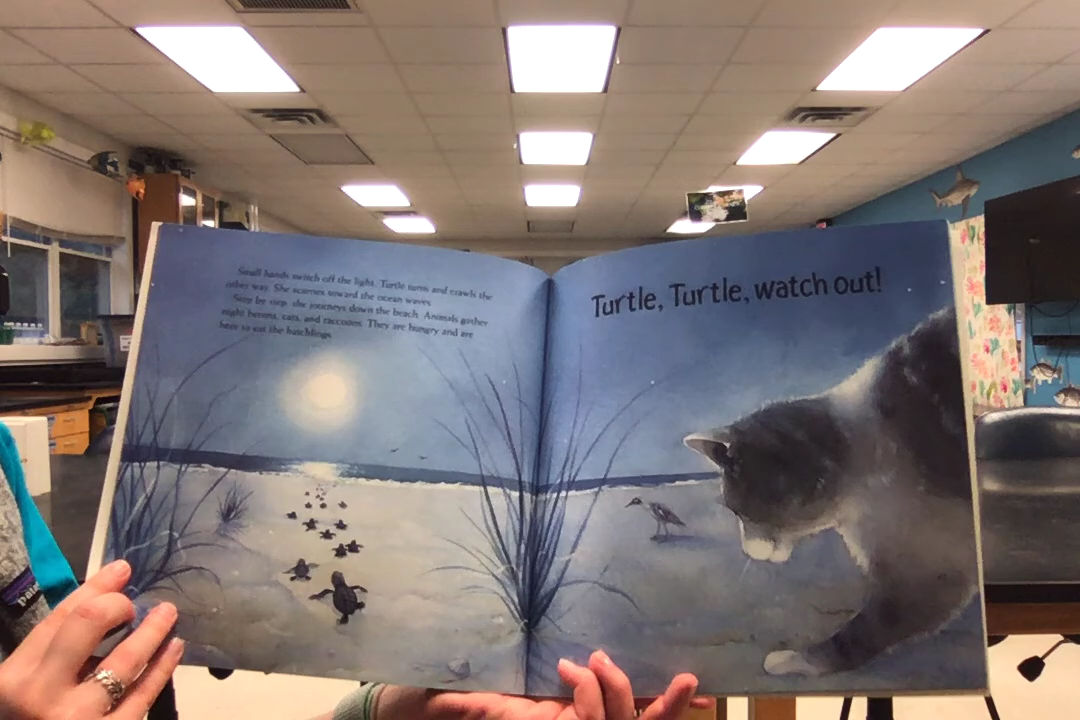 Small hands switch off the light. Turtle turns and crawls the
other way. She scurries toward the ocean waves.
Step by step, she journeys down the beach. Animals gather
night herons, cats, and raccoons. They are hungry and are
here to eat the hatchlings.
Turtle, Turtle, watch out!